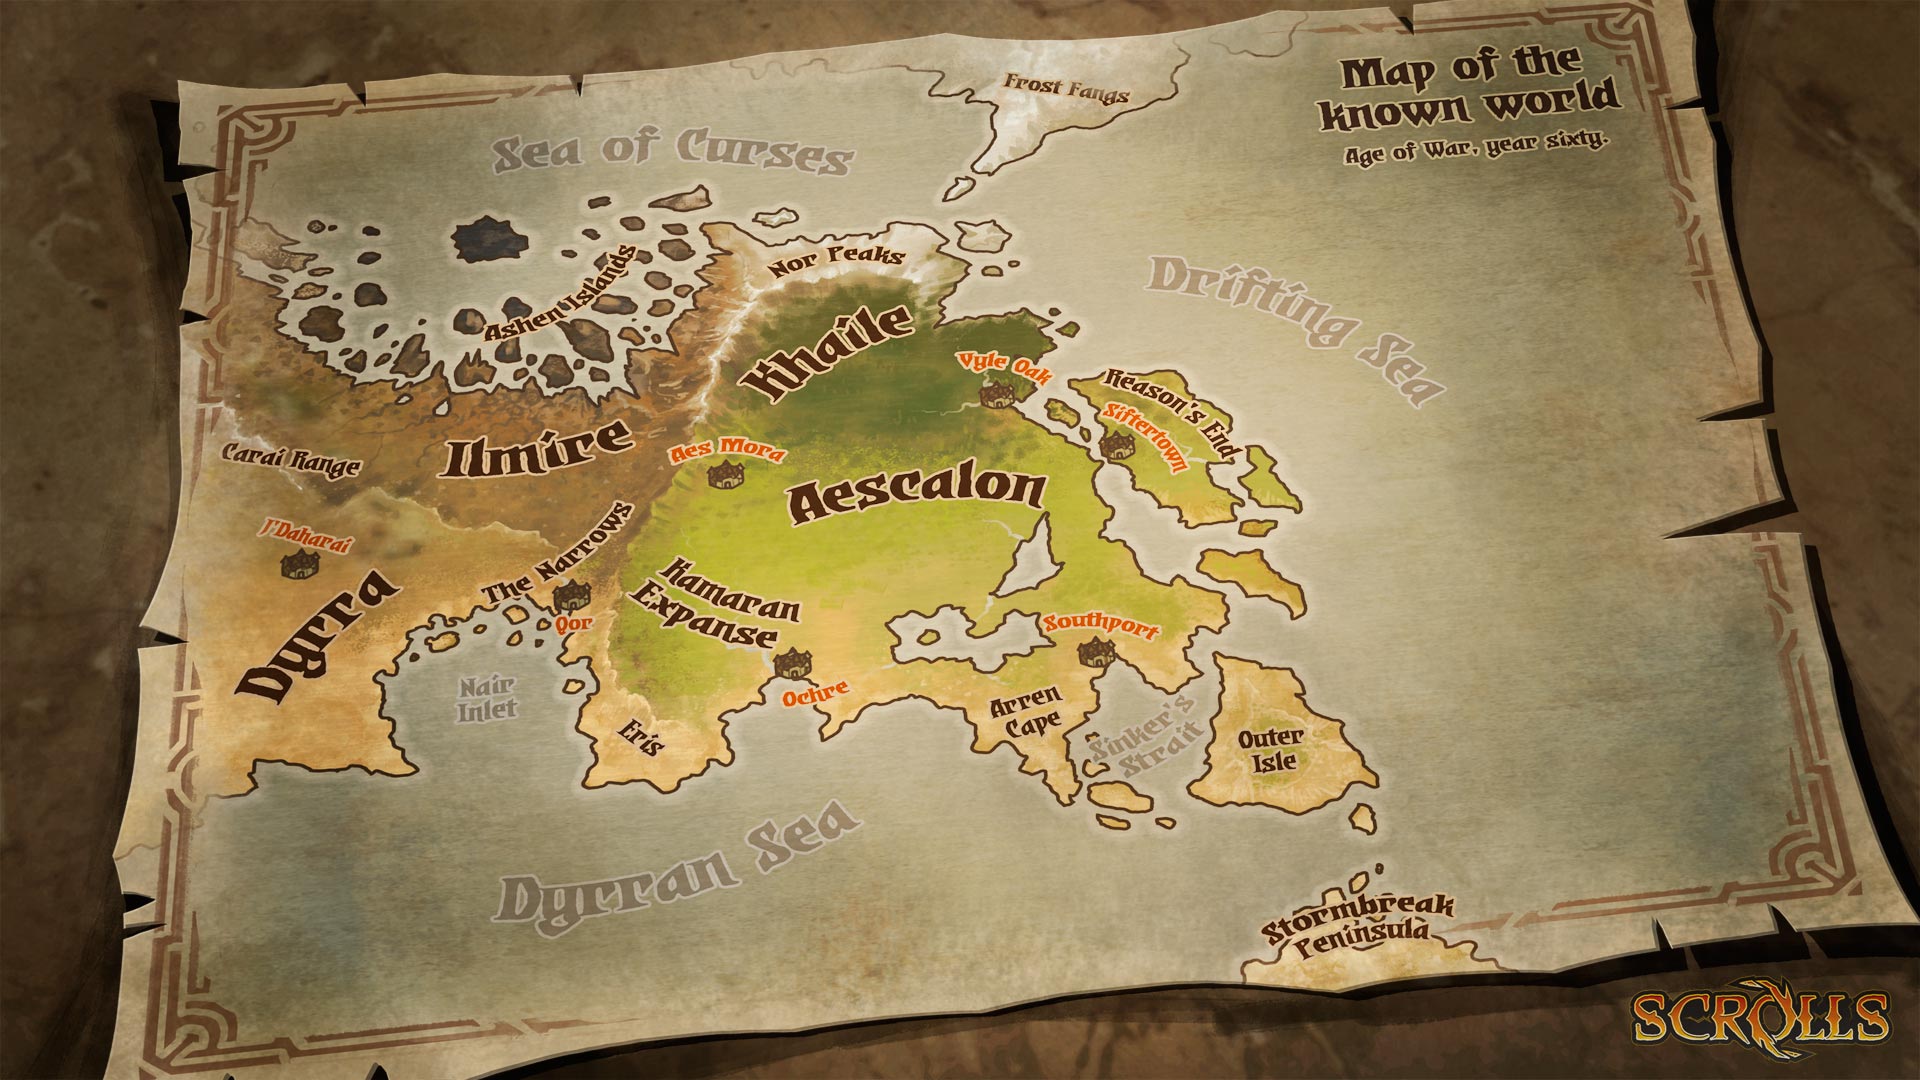 Map of the
known world
Age of War, year sixty.
Frost Fangs
Sea of Curses
Nor Peaks
Ashen Islands
Drifting Sea
Khaile
Vyle Oak
Reason's End
Siftertown
Ilmire
Carai Range
Aes Mora
Aescalon
J'Daharai
The Narrows
Qor
Dyrra
Kamaran
Expanse
Southport
Ochre
Nair
Inlet
Eris
Arren
Cape
Sinker's
Strait
Outer
Isle
Dyrran Sea
Stormbreak
Peninsula
SCROLLS